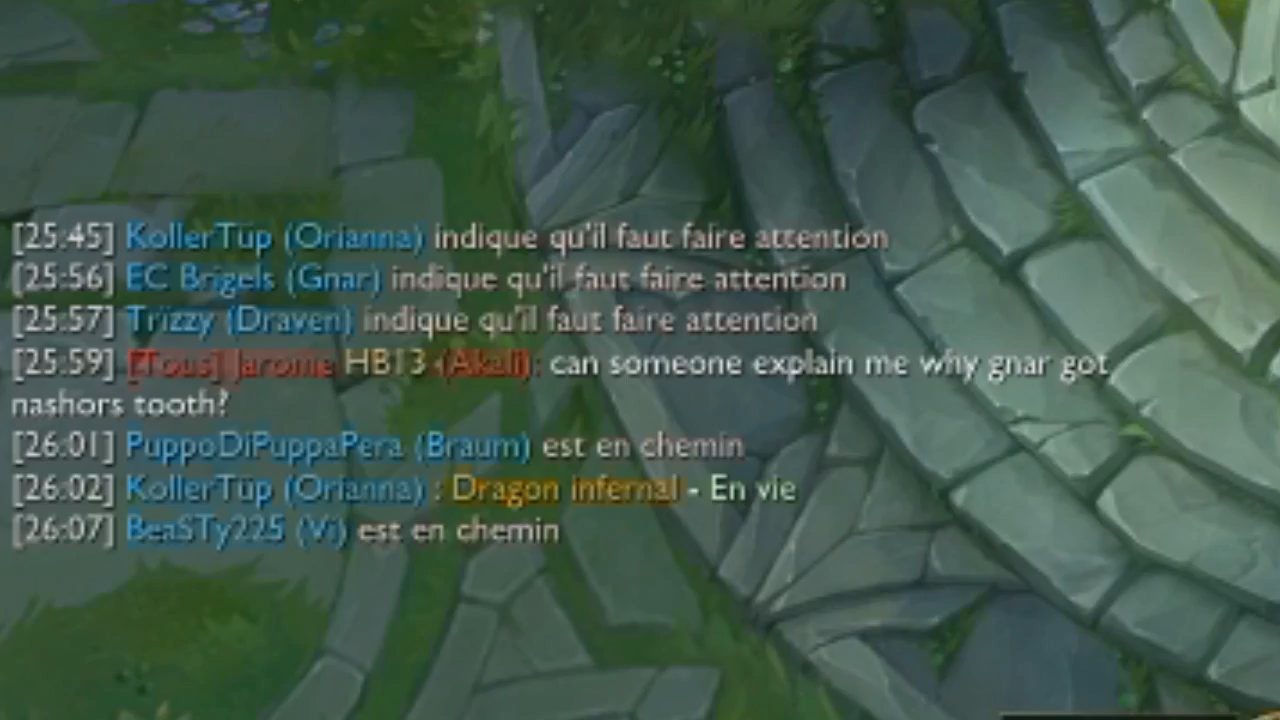 [25:45] KollerTüp (Orianna) indique qu'il faut faire attention
[25:56] EC Brigels (Gnar) indique qu'il faut faire attention
[25:57] Trizzy (Draven) indique qu'il faut faire attention
[25:59] [Tous] Jarome HB13 (Akali): can someone explain me why gnar got
nashors tooth?
[26:01] PuppoDiPuppaPera (Braum) est en chemin
[26:02] KollerTüp (Orianna) : Dragon infernal - En vie
[26:07] BeaSTy225 (Vi) est en chemin